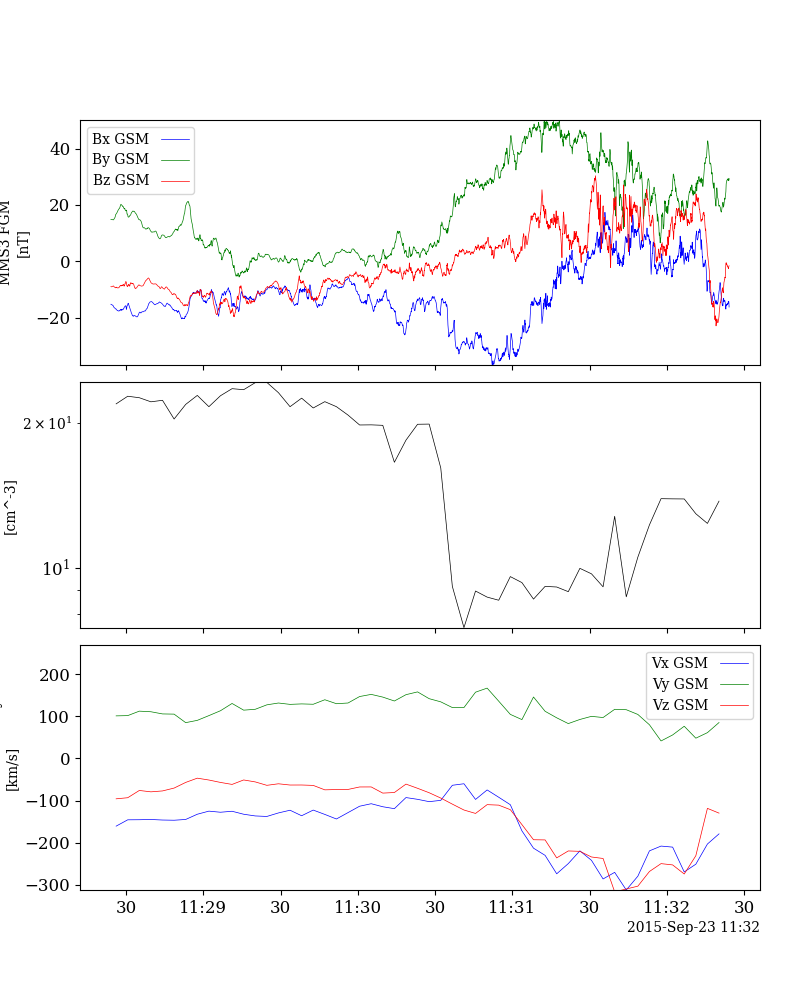 Bx GSM
By GSM
Bz GSM
40
20
0
−20
MMS3 FGM
[nT]
2 × 10¹
10¹
[cm^-3]
Vx GSM
Vy GSM
Vz GSM
200
100
0
−100
−200
−300
[km/s]
30 11:29 30 11:30 30 11:31 30 11:32 30
2015-Sep-23 11:32